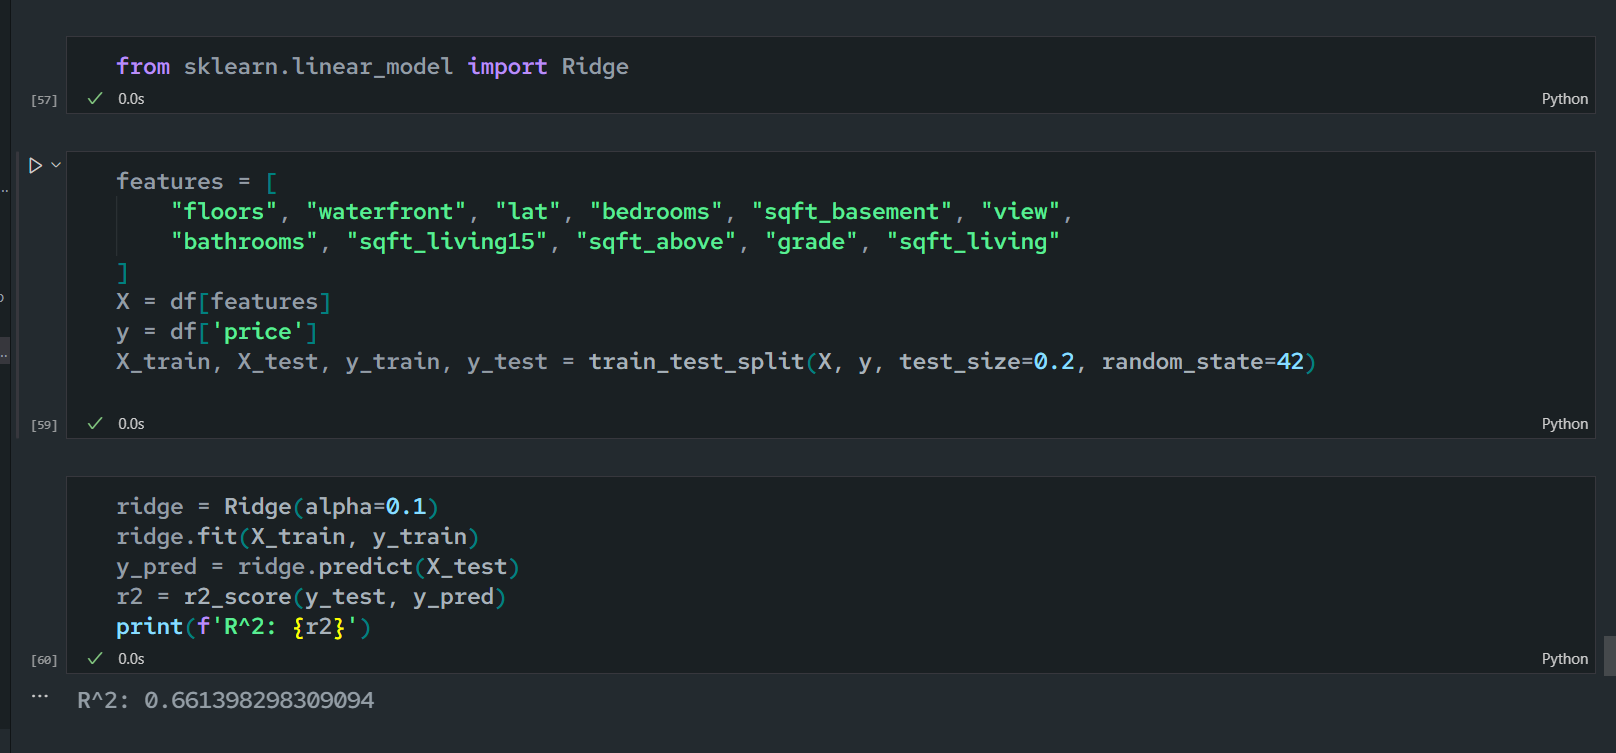 from sklearn.linear_model import Ridge
[57]
0.0s
Python
features = [
"floors", "waterfront", "lat", "bedrooms", "sqft_basement", "view",
"bathrooms", "sqft_living15", "sqft_above", "grade", "sqft_living"
]
X = df[features]
y = df['price']
X_train, X_test, y_train, y_test = train_test_split(X, y, test_size=0.2, random_state=42)
[59]
0.0s
Python
ridge = Ridge(alpha=0.1)
ridge.fit(X_train, y_train)
y_pred = ridge.predict(X_test)
r2 = r2_score(y_test, y_pred)
print(f'R^2: {r2}')
[60]
0.0s
Python
... R^2: 0.661398298309094